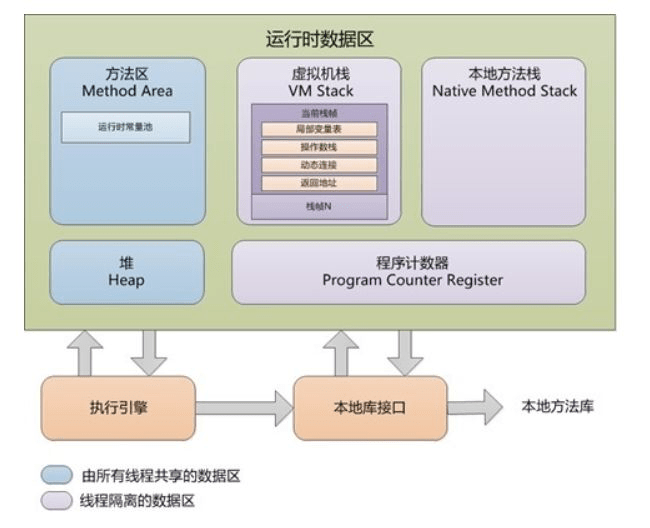 运行时数据区
方法区
Method Area
运行时常量池
虚拟机栈
VM Stack
当前栈帧
局部变量表
操作数栈
动态连接
返回地址
栈帧N
本地方法栈
Native Method Stack
堆
Heap
程序计数器
Program Counter Register
执行引擎
本地库接口
本地方法库
由所有线程共享的数据区
线程隔离的数据区